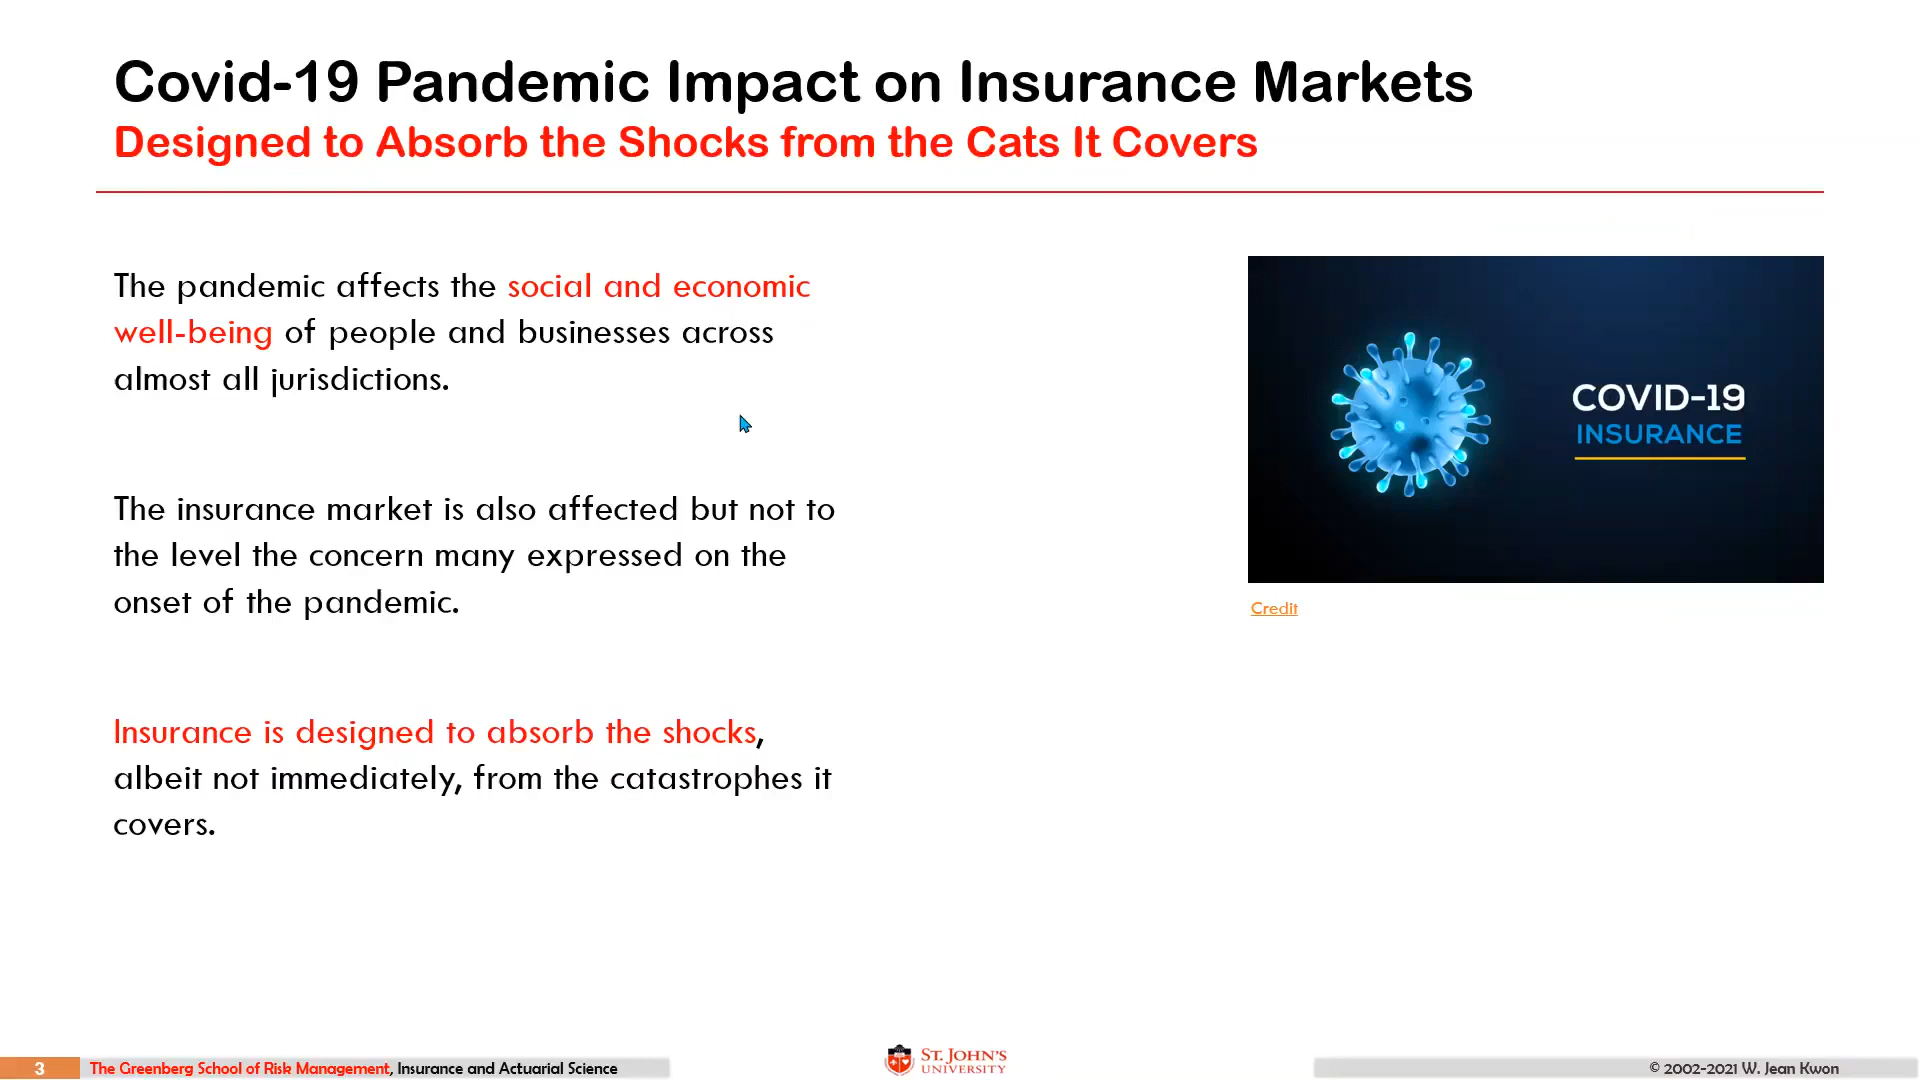 Covid-19 Pandemic Impact on Insurance Markets
Designed to Absorb the Shocks from the Cats It Covers
The pandemic affects the social and economic
well-being of people and businesses across
almost all jurisdictions.
The insurance market is also affected but not to
the level the concern many expressed on the
onset of the pandemic.
Insurance is designed to absorb the shocks,
albeit not immediately, from the catastrophes it
covers.
COVID-19
INSURANCE
Credit
3
The Greenberg School of Risk Management, Insurance and Actuarial Science
ST. JOHN'S
UNIVERSITY
© 2002-2021 W. Jean Kwon